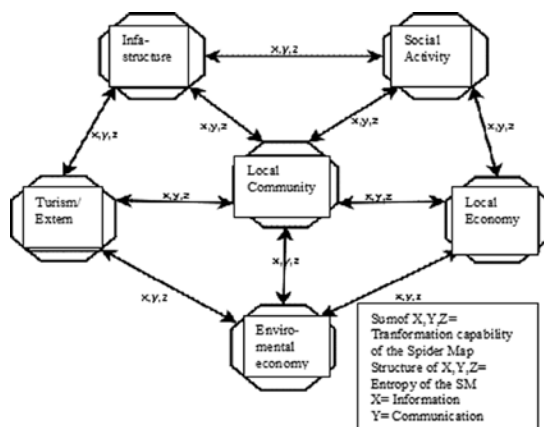 Infa-
structure
Social
Activity
x,y,z
x,y,z
x,y,z
x,y,z
x,y,z
Local
Community
Turism/
Extern
x,y,z
x,y,z
Local
Economy
x,y,z
x,y,z
x,y,z
Enviro-
mental
economy
Sumof X,Y,Z=
Tranformation capability
of the Spider Map
Structure of X,Y,Z=
Entropy of the SM
X= Information
Y= Communication